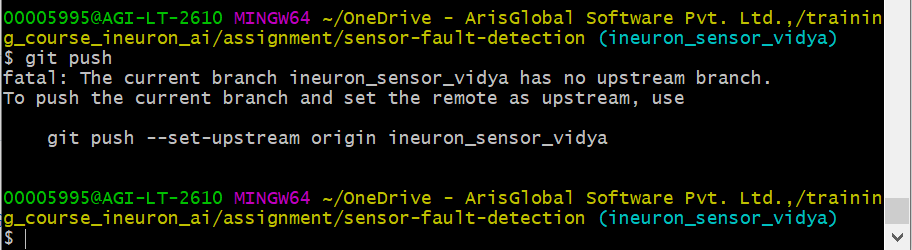 00005995@AGI-LT-2610 MINGW64 ~/OneDrive - ArisGlobal Software Pvt. Ltd.,/trainin
g_course_ineuron_ai/assignment/sensor-fault-detection (ineuron_sensor_vidya)
$ git push
fatal: The current branch ineuron_sensor_vidya has no upstream branch.
To push the current branch and set the remote as upstream, use
    git push --set-upstream origin ineuron_sensor_vidya
00005995@AGI-LT-2610 MINGW64 ~/OneDrive - ArisGlobal Software Pvt. Ltd.,/trainin
g_course_ineuron_ai/assignment/sensor-fault-detection (ineuron_sensor_vidya)
$